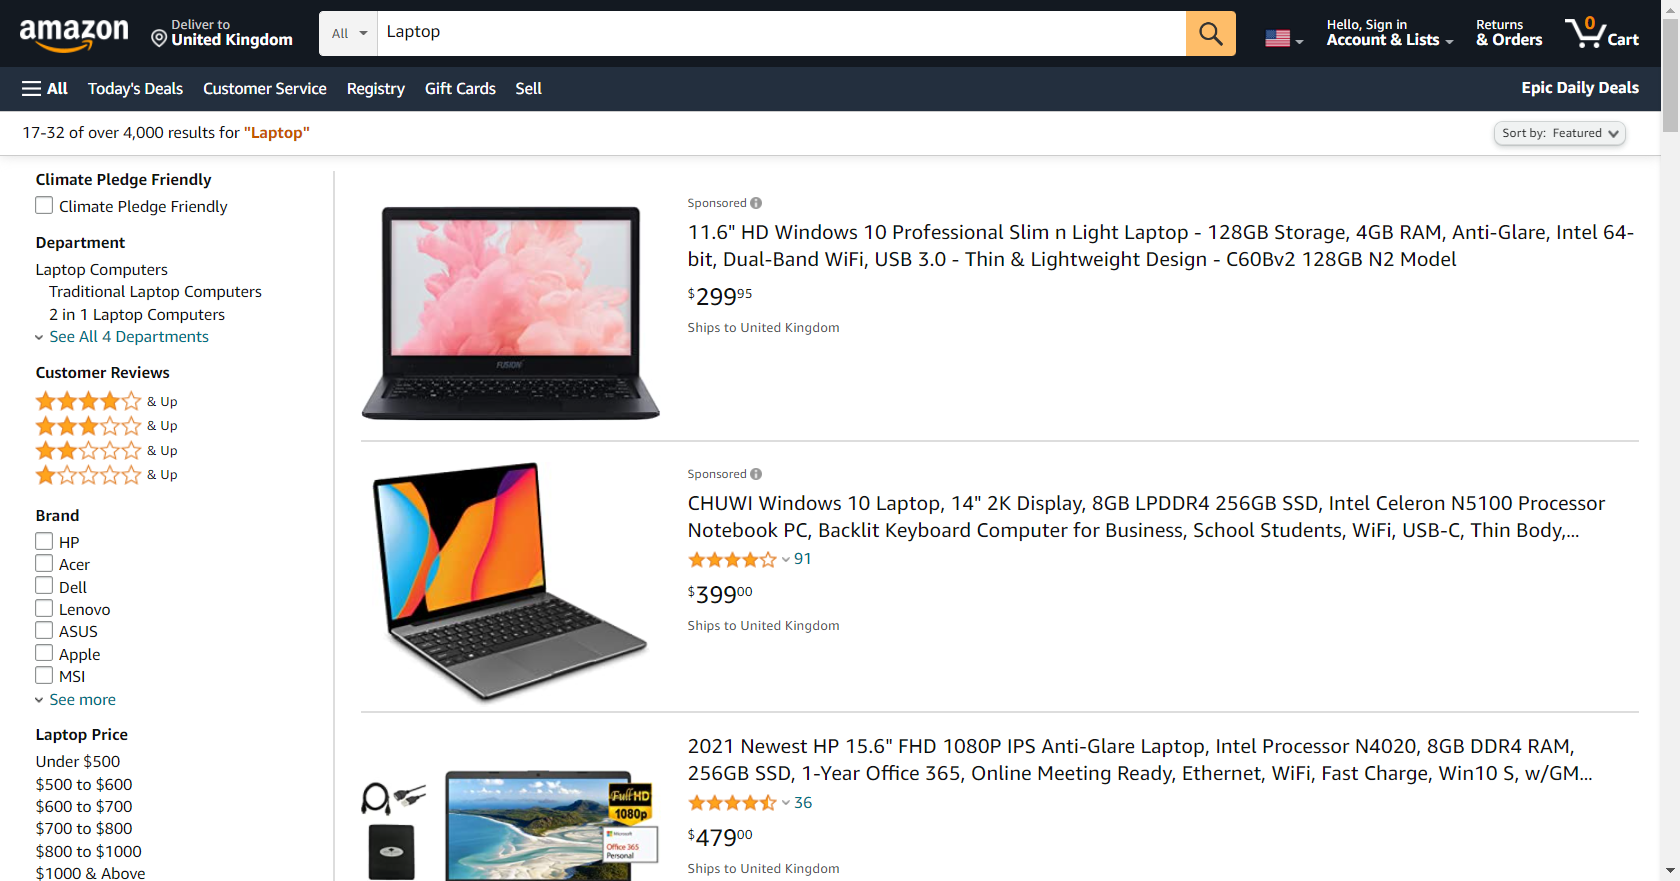 amazon
Deliver to
United Kingdom
All
Laptop
Hello, Sign in
Account & Lists
Returns
& Orders
0
Cart
All
Today's Deals
Customer Service
Registry
Gift Cards
Sell
Epic Daily Deals
17-32 of over 4,000 results for "Laptop"
Sort by: Featured
Climate Pledge Friendly
Climate Pledge Friendly
Department
Laptop Computers
Traditional Laptop Computers
2 in 1 Laptop Computers
See All 4 Departments
Customer Reviews
& Up
& Up
& Up
& Up
Brand
HP
Acer
Dell
Lenovo
ASUS
Apple
MSI
See more
Laptop Price
Under $500
$500 to $600
$600 to $700
$700 to $800
$800 to $1000
$1000 & Above
FUSION
Sponsored
11.6" HD Windows 10 Professional Slim n Light Laptop - 128GB Storage, 4GB RAM, Anti-Glare, Intel 64-
bit, Dual-Band WiFi, USB 3.0 - Thin & Lightweight Design - C60Bv2 128GB N2 Model
$29995
Ships to United Kingdom
Sponsored
CHUWI Windows 10 Laptop, 14" 2K Display, 8GB LPDDR4 256GB SSD, Intel Celeron N5100 Processor
Notebook PC, Backlit Keyboard Computer for Business, School Students, WiFi, USB-C, Thin Body,...
91
$39900
Ships to United Kingdom
2021 Newest HP 15.6" FHD 1080P IPS Anti-Glare Laptop, Intel Processor N4020, 8GB DDR4 RAM,
256GB SSD, 1-Year Office 365, Online Meeting Ready, Ethernet, WiFi, Fast Charge, Win10 S, w/GM...
36
$47900
Ships to United Kingdom
Full HD
1080p
Microsoft
Office 365
Personal